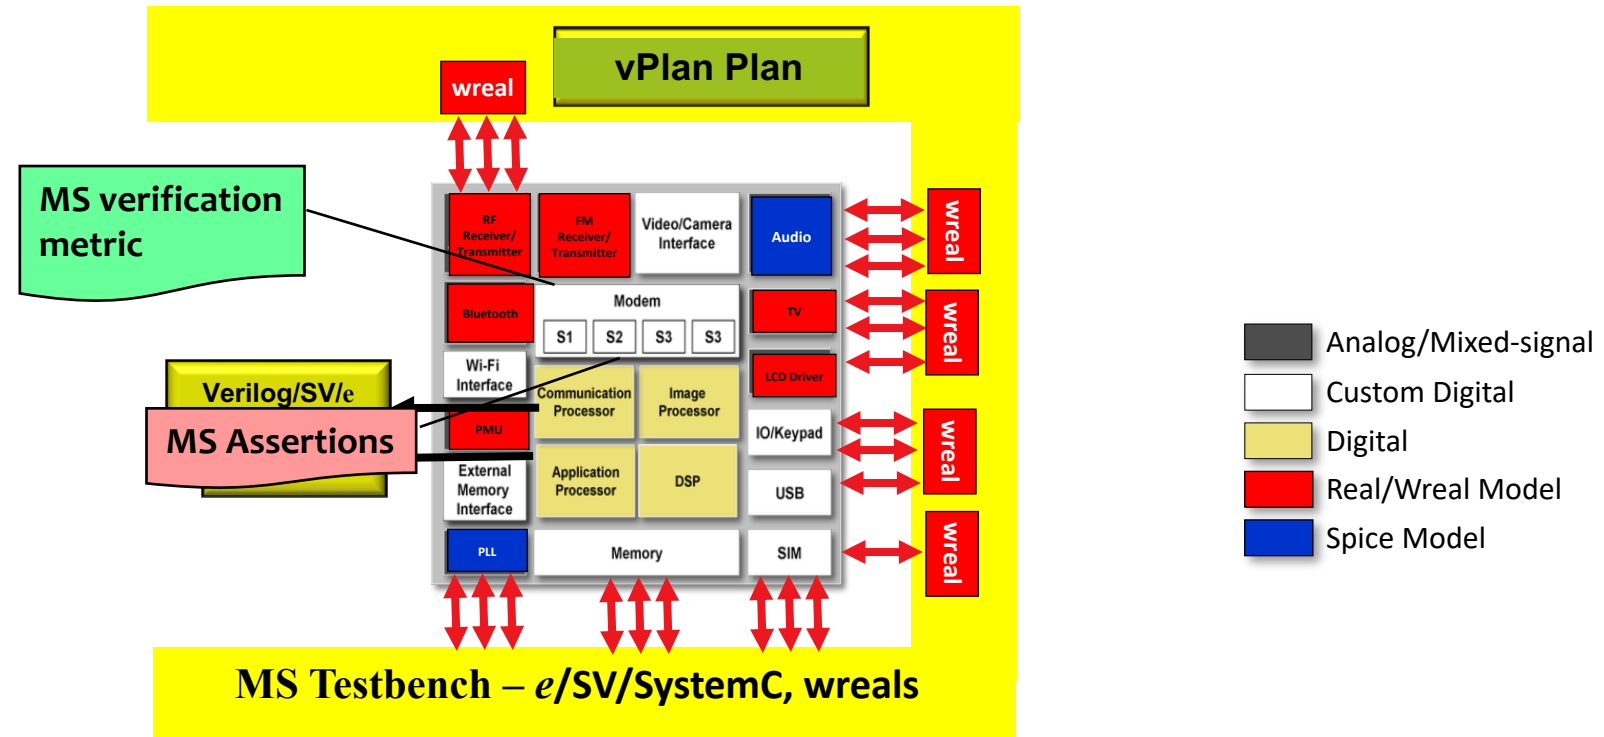 vPlan Plan
wreal
MS verification
metric
RF
Receiver/
Transmitter
FM
Receiver/
Transmitter
Video/Camera
Interface
Audio
wreal
Bluetooth
Modem
S1 S2 S3 S3
TV
wreal
Wi-Fi
Interface
LCD Driver
Verilog/SV/e
MS Assertions
Communication
Processor
Image
Processor
PMU
IO/Keypad
wreal
External
Memory
Interface
Application
Processor
DSP
USB
PLL
Memory
SIM
wreal
MS Testbench – e/SV/SystemC, wreals
Analog/Mixed-signal
Custom Digital
Digital
Real/Wreal Model
Spice Model